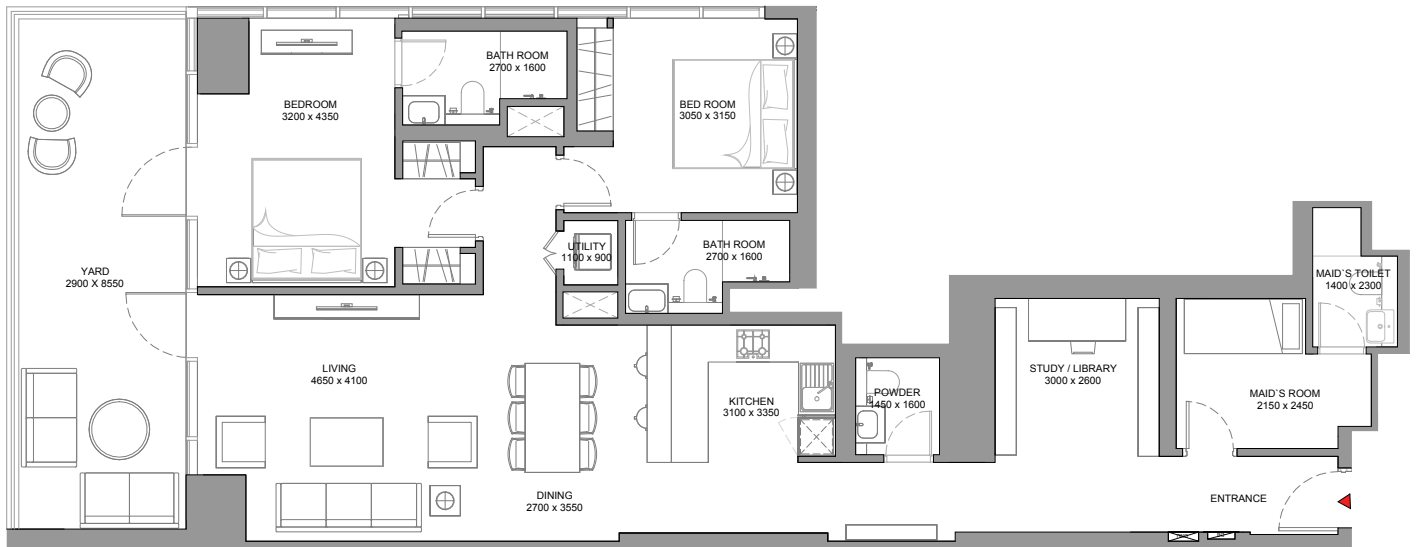 BATH ROOM
2700 x 1600
BEDROOM
3200 x 4350
BED ROOM
3050 x 3150
YARD
2900 X 8550
UTILITY
1100 x 900
BATH ROOM
2700 x 1600
MAID`S TOILET
1400 x 2300
LIVING
4650 x 4100
KITCHEN
3100 x 3350
POWDER
1450 x 1600
STUDY / LIBRARY
3000 x 2600
MAID`S ROOM
2150 x 2450
DINING
2700 x 3550
ENTRANCE